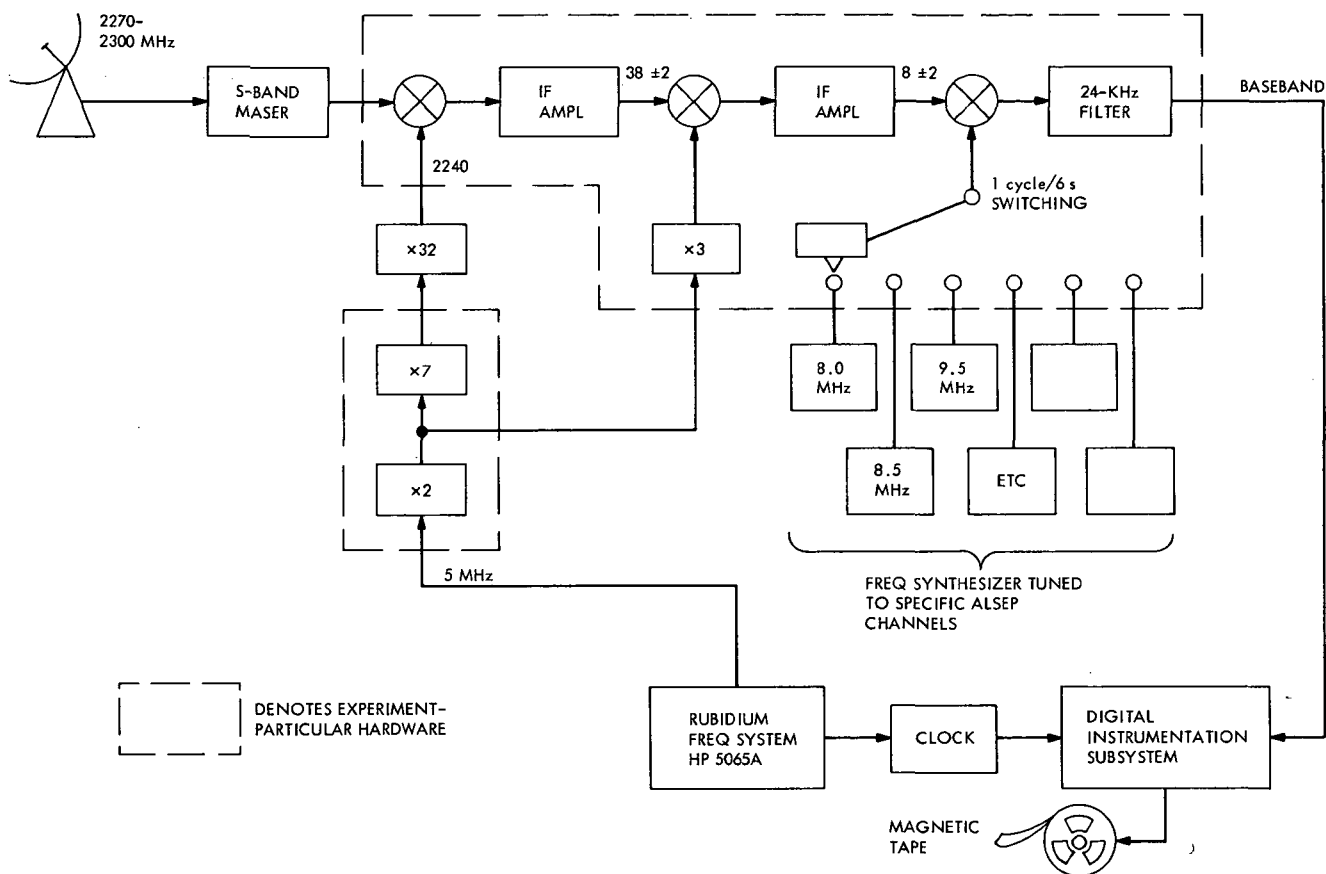 2270-
2300 MHz
S-BAND
MASER
IF
AMPL
38 ±2
IF
AMPL
8 ±2
24-KHz
FILTER
BASEBAND
2240
1 cycle/6 s
SWITCHING
×32
×3
×7
8.0
MHz
9.5
MHz
×2
8.5
MHz
ETC
5 MHz
FREQ SYNTHESIZER TUNED
TO SPECIFIC ALSEP
CHANNELS
DENOTES EXPERIMENT-
PARTICULAR HARDWARE
RUBIDIUM
FREQ SYSTEM
HP 5065A
CLOCK
DIGITAL
INSTRUMENTATION
SUBSYSTEM
MAGNETIC
TAPE